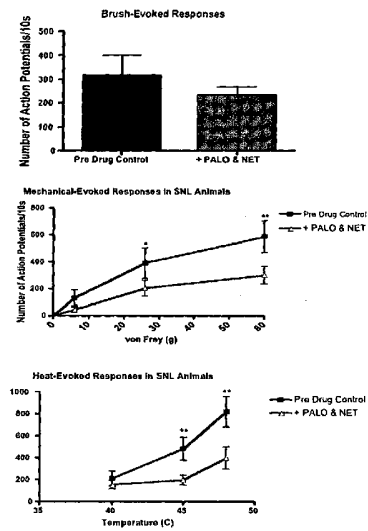 Brush-Evoked Responses
Number of Action Potentials/10s
500
400
300
200
100
0
Pre Drug Control
+ PALO & NET
Mechanical-Evoked Responses in SNL Animals
Number of Action Potentials/10s
800
600
400
200
0
0
10
20
30
40
50
60
von Frey (g)
*
**
Pre Drug Control
+ PALO & NET
Heat-Evoked Responses in SNL Animals
1000
800
600
400
200
0
35
40
45
50
Temperature (C)
**
**
Pre Drug Control
+ PALO & NET